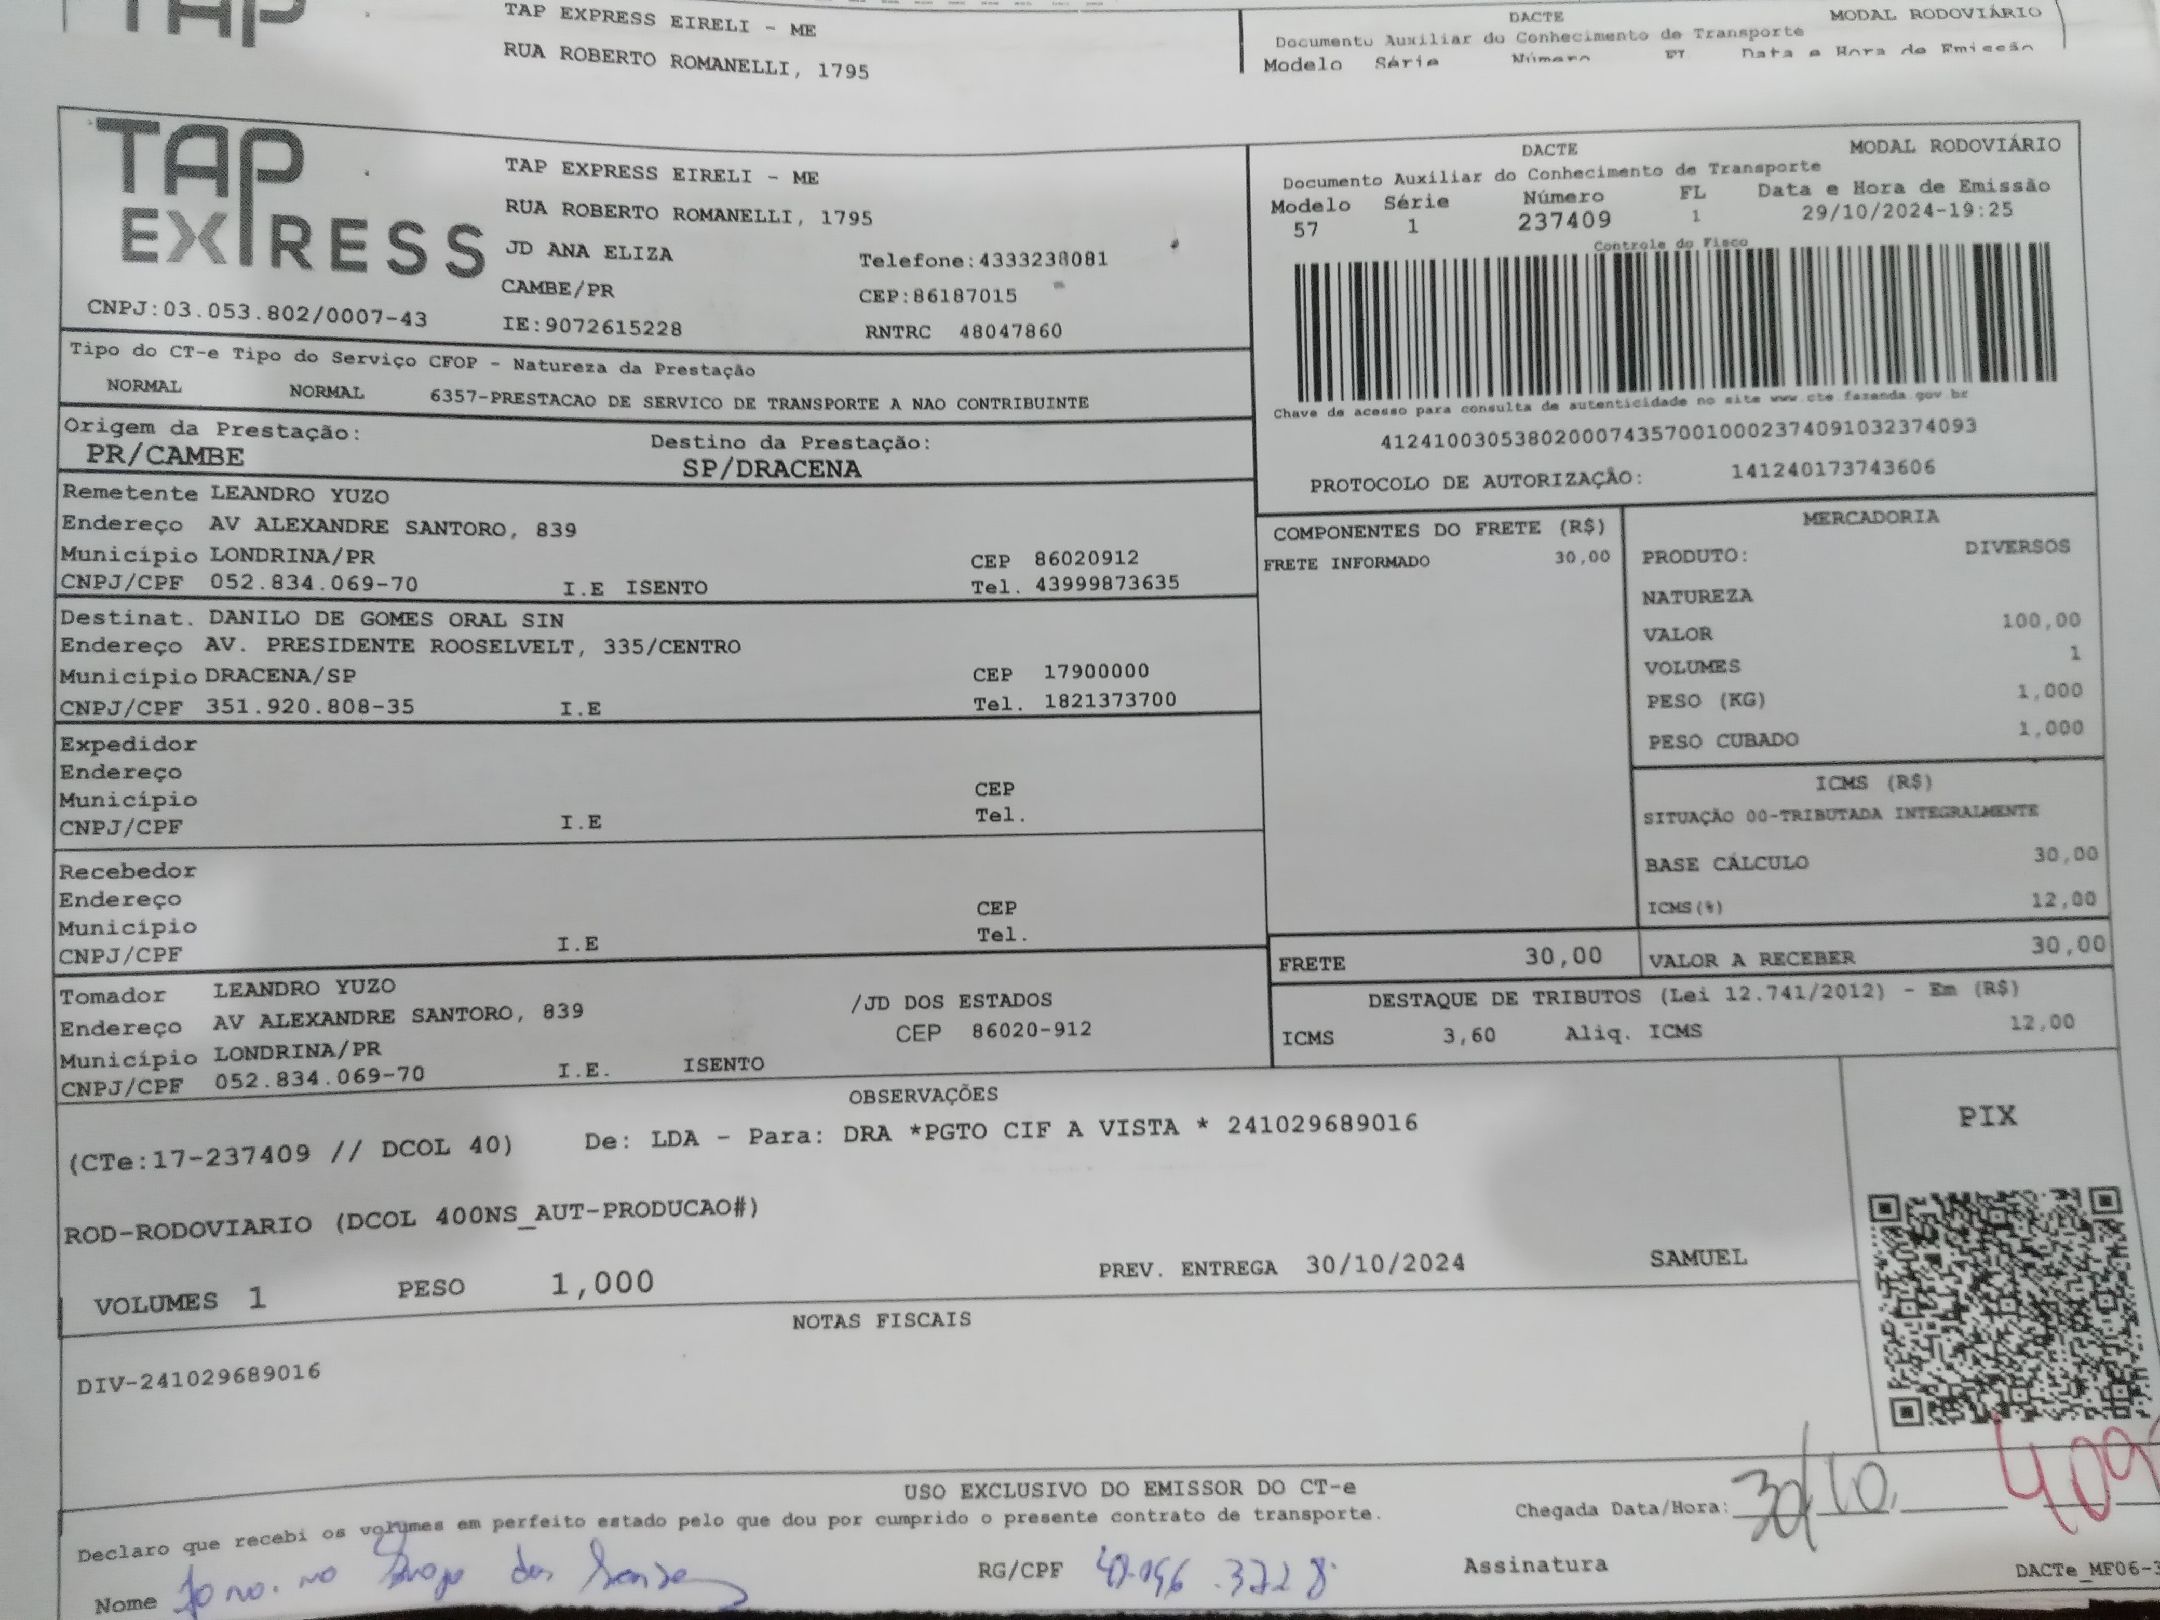 TAP
TAP EXPRESS EIRELI - ME
RUA ROBERTO ROMANELLI, 1795
DACTE
MODAL RODOVIÁRIO
Documento Auxiliar do Conhecimento de Transporte
Modelo Série Número FL Data e Hora de Emissão
TAP
EXPRESS
CNPJ:03.053.802/0007-43
TAP EXPRESS EIRELI - ME
RUA ROBERTO ROMANELLI, 1795
JD ANA ELIZA
Telefone:4333238081
CAMBE/PR
CEP:86187015
IE:9072615228
RNTRC 48047860
DACTE
MODAL RODOVIÁRIO
Documento Auxiliar do Conhecimento de Transporte
Modelo Série Número FL Data e Hora de Emissão
57 1 237409 1 29/10/2024-19:25
Controle do Fisco
Chave de acesso para consulta de autenticidade no site www.cte.fazenda.gov.br
41241003053802000743570010002374091032374093
PROTOCOLO DE AUTORIZAÇÃO: 141240173743606
Tipo do CT-e Tipo do Serviço CFOP - Natureza da Prestação
NORMAL NORMAL 6357-PRESTACAO DE SERVICO DE TRANSPORTE A NAO CONTRIBUINTE
Origem da Prestação: Destino da Prestação:
PR/CAMBE SP/DRACENA
Remetente LEANDRO YUZO
Endereço AV ALEXANDRE SANTORO, 839
Município LONDRINA/PR CEP 86020912
CNPJ/CPF 052.834.069-70 I.E ISENTO Tel. 43999873635
Destinat. DANILO DE GOMES ORAL SIN
Endereço AV. PRESIDENTE ROOSELVELT, 335/CENTRO
Município DRACENA/SP CEP 17900000
CNPJ/CPF 351.920.808-35 I.E Tel. 1821373700
Expedidor
Endereço
Município CEP
CNPJ/CPF I.E Tel.
Recebedor
Endereço
Município CEP
CNPJ/CPF I.E Tel.
Tomador LEANDRO YUZO
Endereço AV ALEXANDRE SANTORO, 839 /JD DOS ESTADOS
Município LONDRINA/PR CEP 86020-912
CNPJ/CPF 052.834.069-70 I.E. ISENTO
COMPONENTES DO FRETE (R$)
FRETE INFORMADO 30,00
MERCADORIA
PRODUTO: DIVERSOS
NATUREZA
VALOR 100,00
VOLUMES 1
PESO (KG) 1,000
PESO CUBADO 1,000
ICMS (R$)
SITUAÇÃO 00-TRIBUTADA INTEGRALMENTE
BASE CÁLCULO 30,00
ICMS(%) 12,00
FRETE 30,00 VALOR A RECEBER 30,00
DESTAQUE DE TRIBUTOS (Lei 12.741/2012) - Em (R$)
ICMS 3,60 Aliq. ICMS 12,00
OBSERVAÇÕES
(CTe:17-237409 // DCOL 40) De: LDA - Para: DRA *PGTO CIF A VISTA * 241029689016
ROD-RODOVIARIO (DCOL 400NS_AUT-PRODUCAO#)
VOLUMES 1 PESO 1,000 PREV. ENTREGA 30/10/2024 SAMUEL
PIX
NOTAS FISCAIS
DIV-241029689016
USO EXCLUSIVO DO EMISSOR DO CT-e
Declaro que recebi os volumes em perfeito estado pelo que dou por cumprido o presente contrato de transporte.
Chegada Data/Hora: 30/10
409
Nome
RG/CPF
Assinatura
DACTe_MF06-3